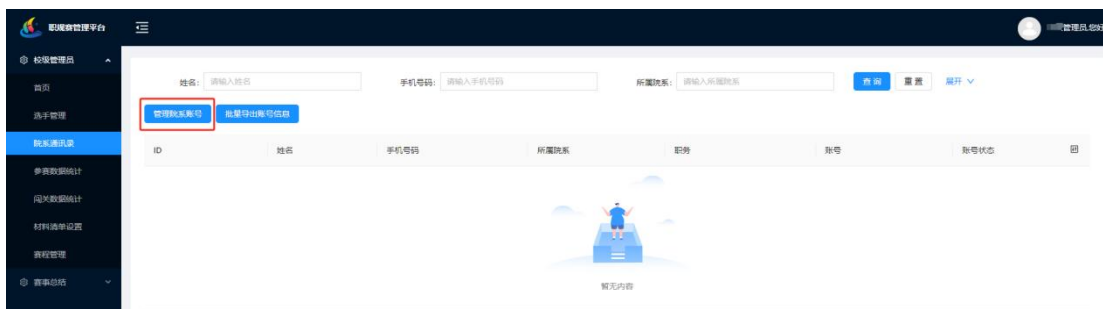 职规赛管理平台
管理员,您好
校级管理员
首页
选手管理
院系通讯录
参赛数据统计
闯关数据统计
材料清单设置
赛程管理
赛事总结
姓名: 请输入姓名 手机号码: 请输入手机号码 所属院系: 请输入所属院系 查询 重置 展开
管理院系账号 批量导出账号信息
ID 姓名 手机号码 所属院系 职务 账号 账号状态
暂无内容